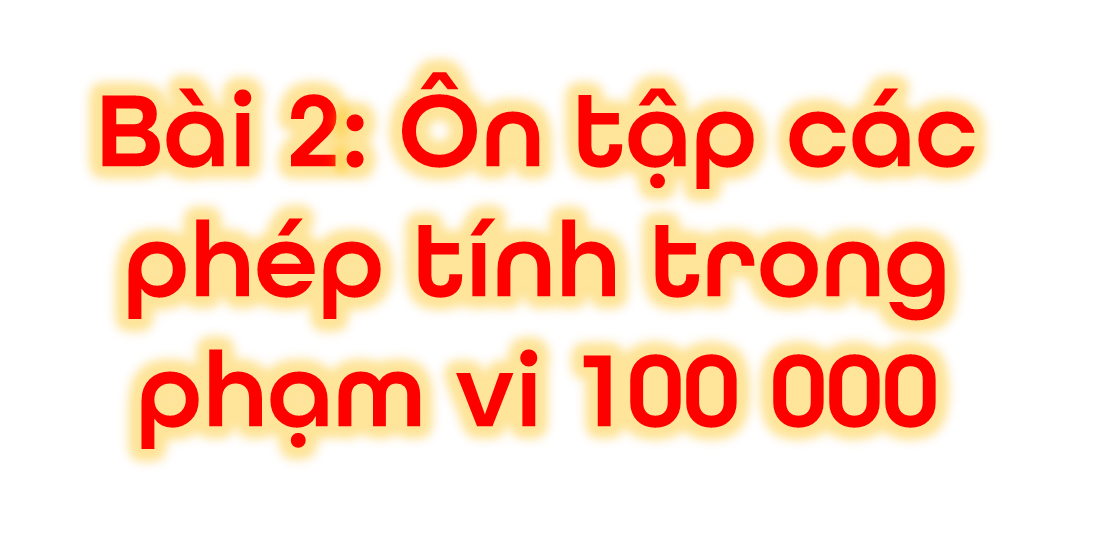 Bài 2: Ôn tập các
phép tính trong
phạm vi 100 000